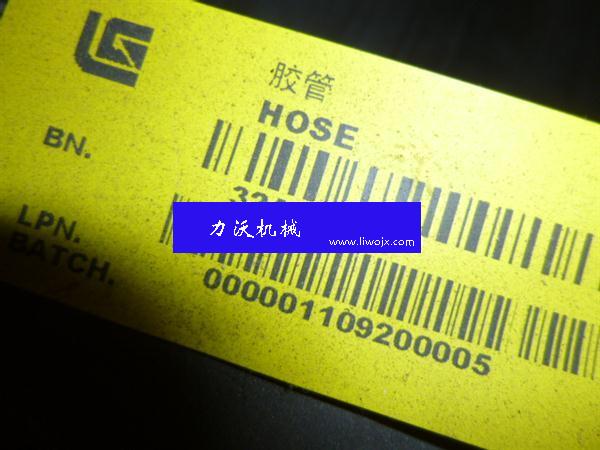 胶管
HOSE
BN.
力沃机械
www.liwojx.com
LPN.
BATCH.
000001109200005